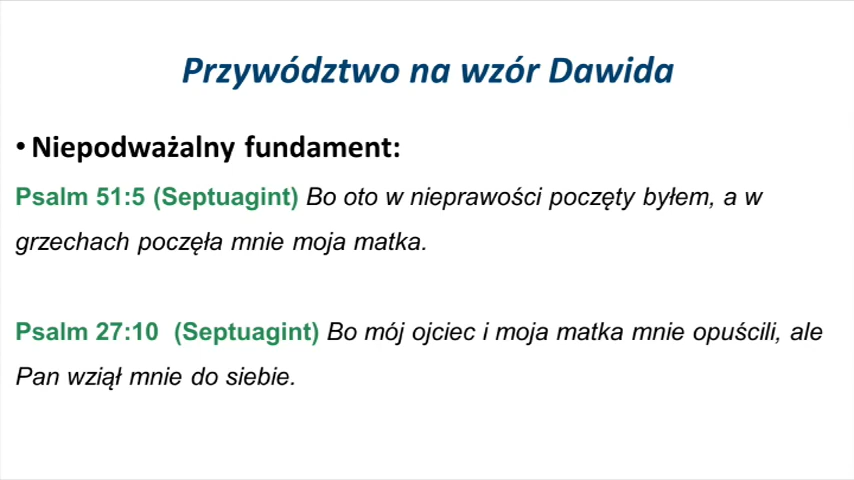 Przywództwo na wzór Dawida
• Niepodważalny fundament:
Psalm 51:5 (Septuagint) Bo oto w nieprawości poczęty byłem, a w
grzechach poczęła mnie moja matka.
Psalm 27:10  (Septuagint) Bo mój ojciec i moja matka mnie opuścili, ale
Pan wziął mnie do siebie.